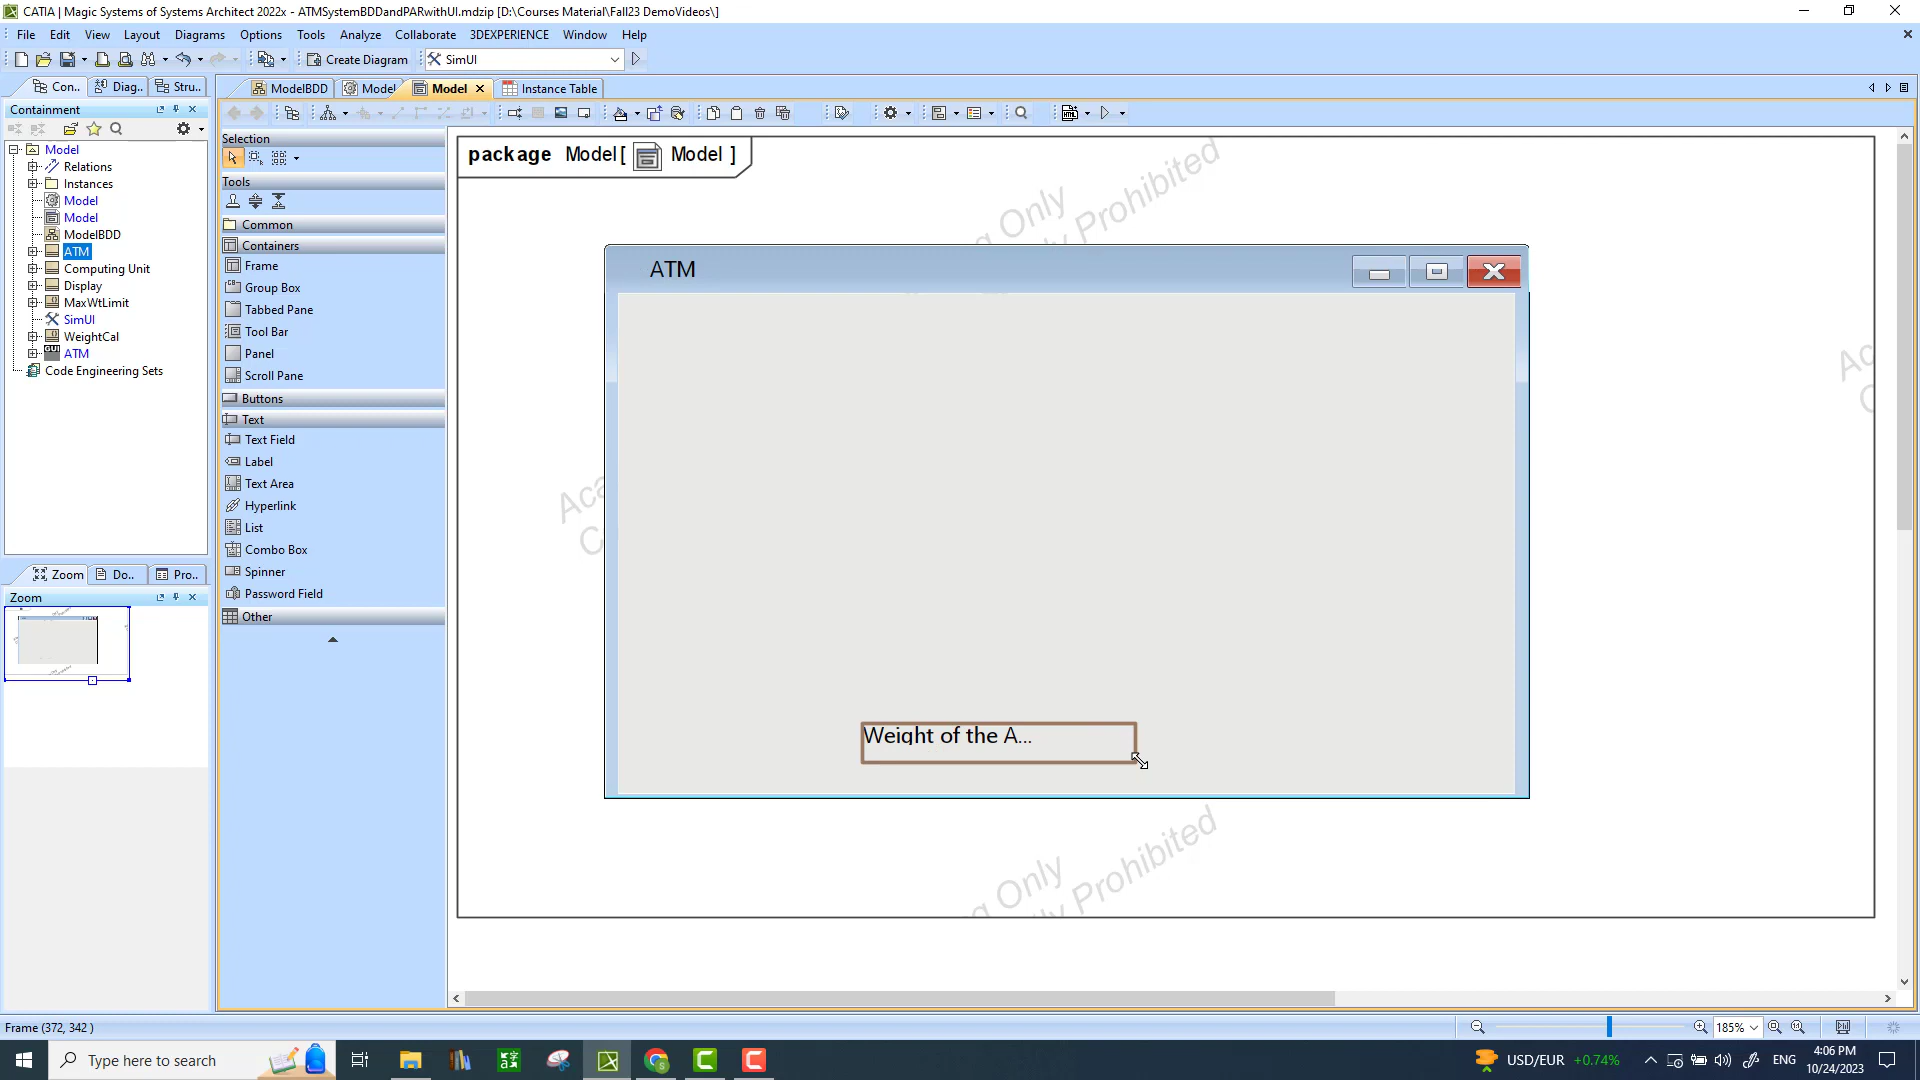 CATIA | Magic Systems of Systems Architect 2022x - ATMSystemBDDandPARwithUI.mdzip [D:\Courses Material\Fall23 DemoVideos\]
File Edit View Layout Diagrams Options Tools Analyze Collaborate 3DEXPERIENCE Window Help
Create Diagram SimUI
Con.. Diag.. Stru.. ModelBDD Model Model Instance Table
Containment
Model
Relations
Instances
Model
Model
ModelBDD
ATM
Computing Unit
Display
MaxWtLimit
SimUI
WeightCal
GUI ATM
Code Engineering Sets
Zoom Do.. Pro..
Zoom
Selection
Tools
Common
Containers
Frame
Group Box
Tabbed Pane
Tool Bar
Panel
Scroll Pane
Buttons
Text
Text Field
Label
Text Area
Hyperlink
List
Combo Box
Spinner
Password Field
Other
package Model[ Model ]
ATM
Weight of the A...
Only
Prohibited
Only
Prohibited
Frame (372, 342 )
185%
Type here to search
USD/EUR +0.74%
ENG
4:06 PM
10/24/2023